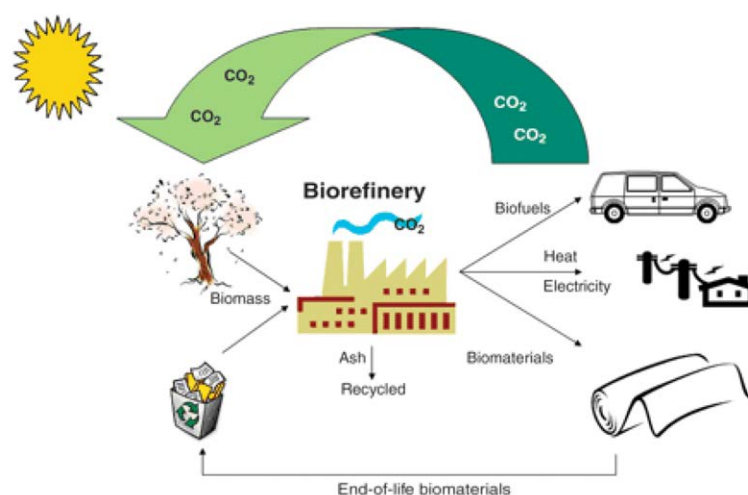 CO₂
CO₂
CO₂
CO₂
Biorefinery
CO₂
Biofuels
Heat
Electricity
Biomass
Ash
Recycled
Biomaterials
End-of-life biomaterials